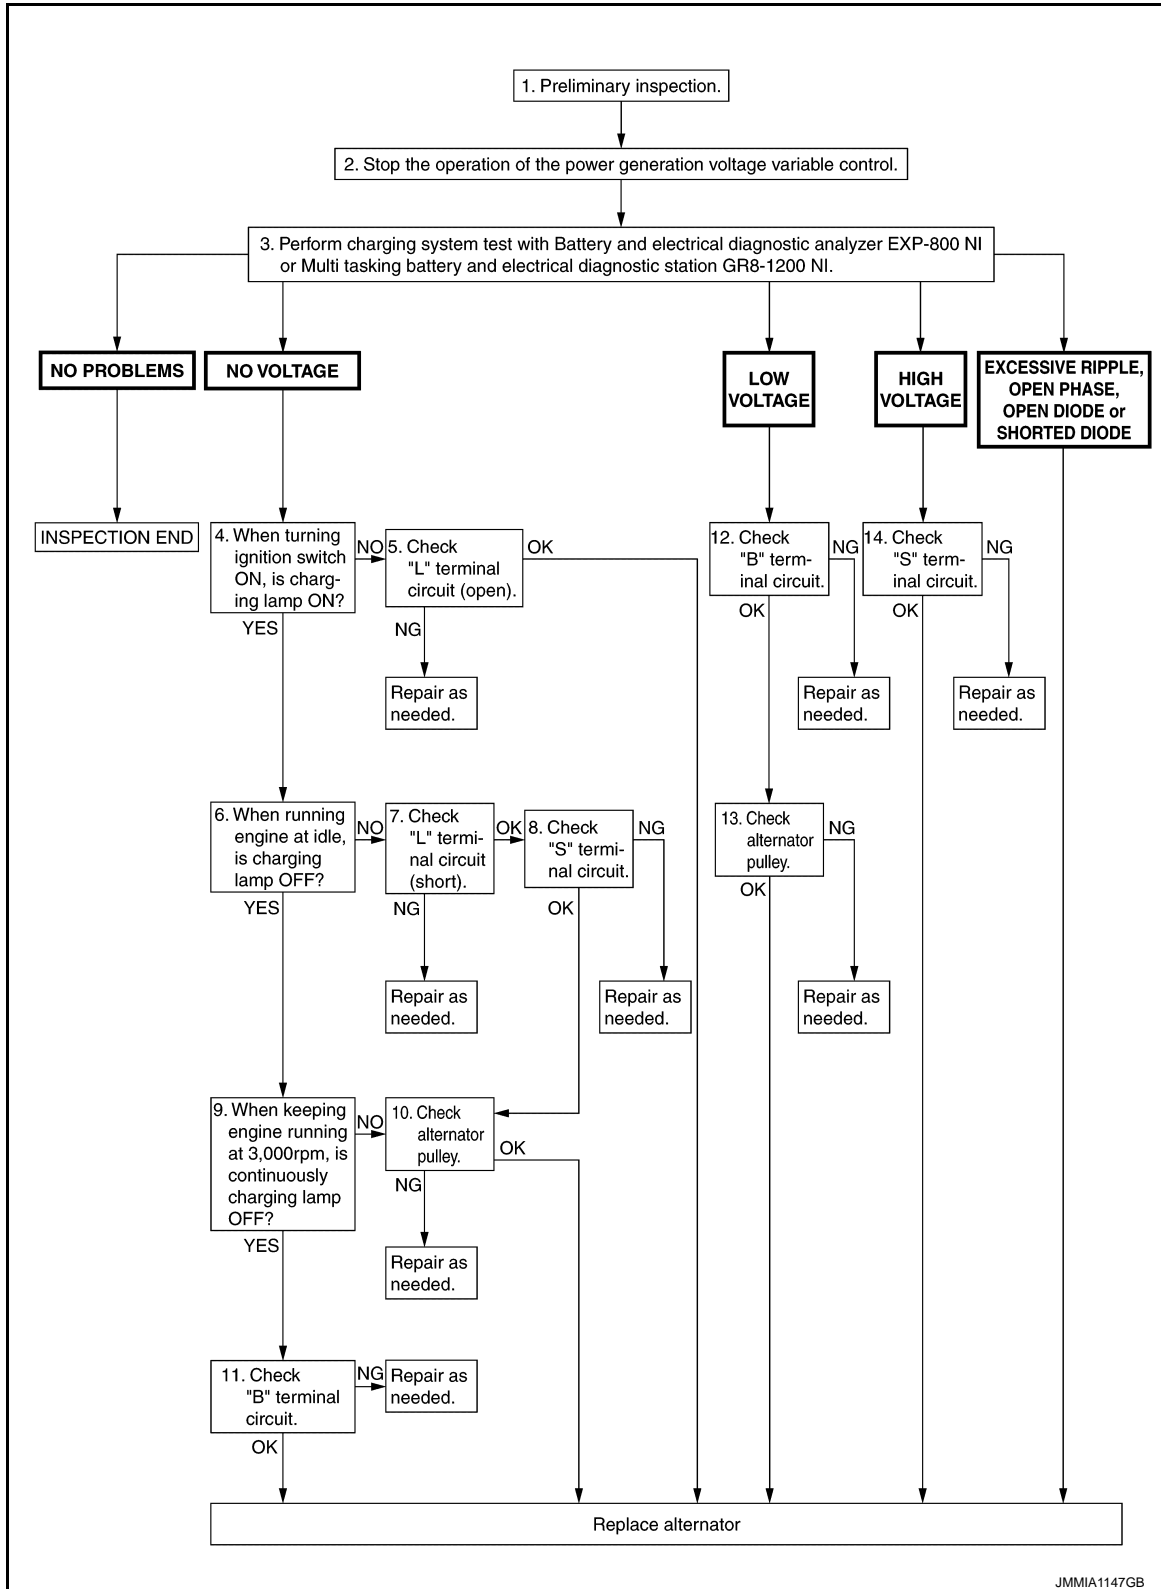 1. Preliminary inspection.
2. Stop the operation of the power generation voltage variable control.
3. Perform charging system test with Battery and electrical diagnostic analyzer EXP-800 NI
or Multi tasking battery and electrical diagnostic station GR8-1200 NI.
NO PROBLEMS
NO VOLTAGE
LOW
VOLTAGE
HIGH
VOLTAGE
EXCESSIVE RIPPLE,
OPEN PHASE,
OPEN DIODE or
SHORTED DIODE
INSPECTION END
4. When turning
ignition switch
ON, is charg-
ing lamp ON?
NO
YES
5. Check
"L" terminal
circuit (open).
OK
NG
Repair as
needed.
12. Check
"B" term-
inal circuit.
NG
OK
Repair as
needed.
14. Check
"S" term-
inal circuit.
NG
OK
Repair as
needed.
6. When running
engine at idle,
is charging
lamp OFF?
NO
YES
7. Check
"L" termi-
nal circuit
(short).
OK
NG
Repair as
needed.
8. Check
"S" termi-
nal circuit.
NG
OK
Repair as
needed.
13. Check
alternator
pulley.
NG
OK
Repair as
needed.
9. When keeping
engine running
at 3,000rpm, is
continuously
charging lamp
OFF?
NO
YES
10. Check
alternator
pulley.
OK
NG
Repair as
needed.
11. Check
"B" terminal
circuit.
NG
OK
Repair as
needed.
Replace alternator
JMMIA1147GB